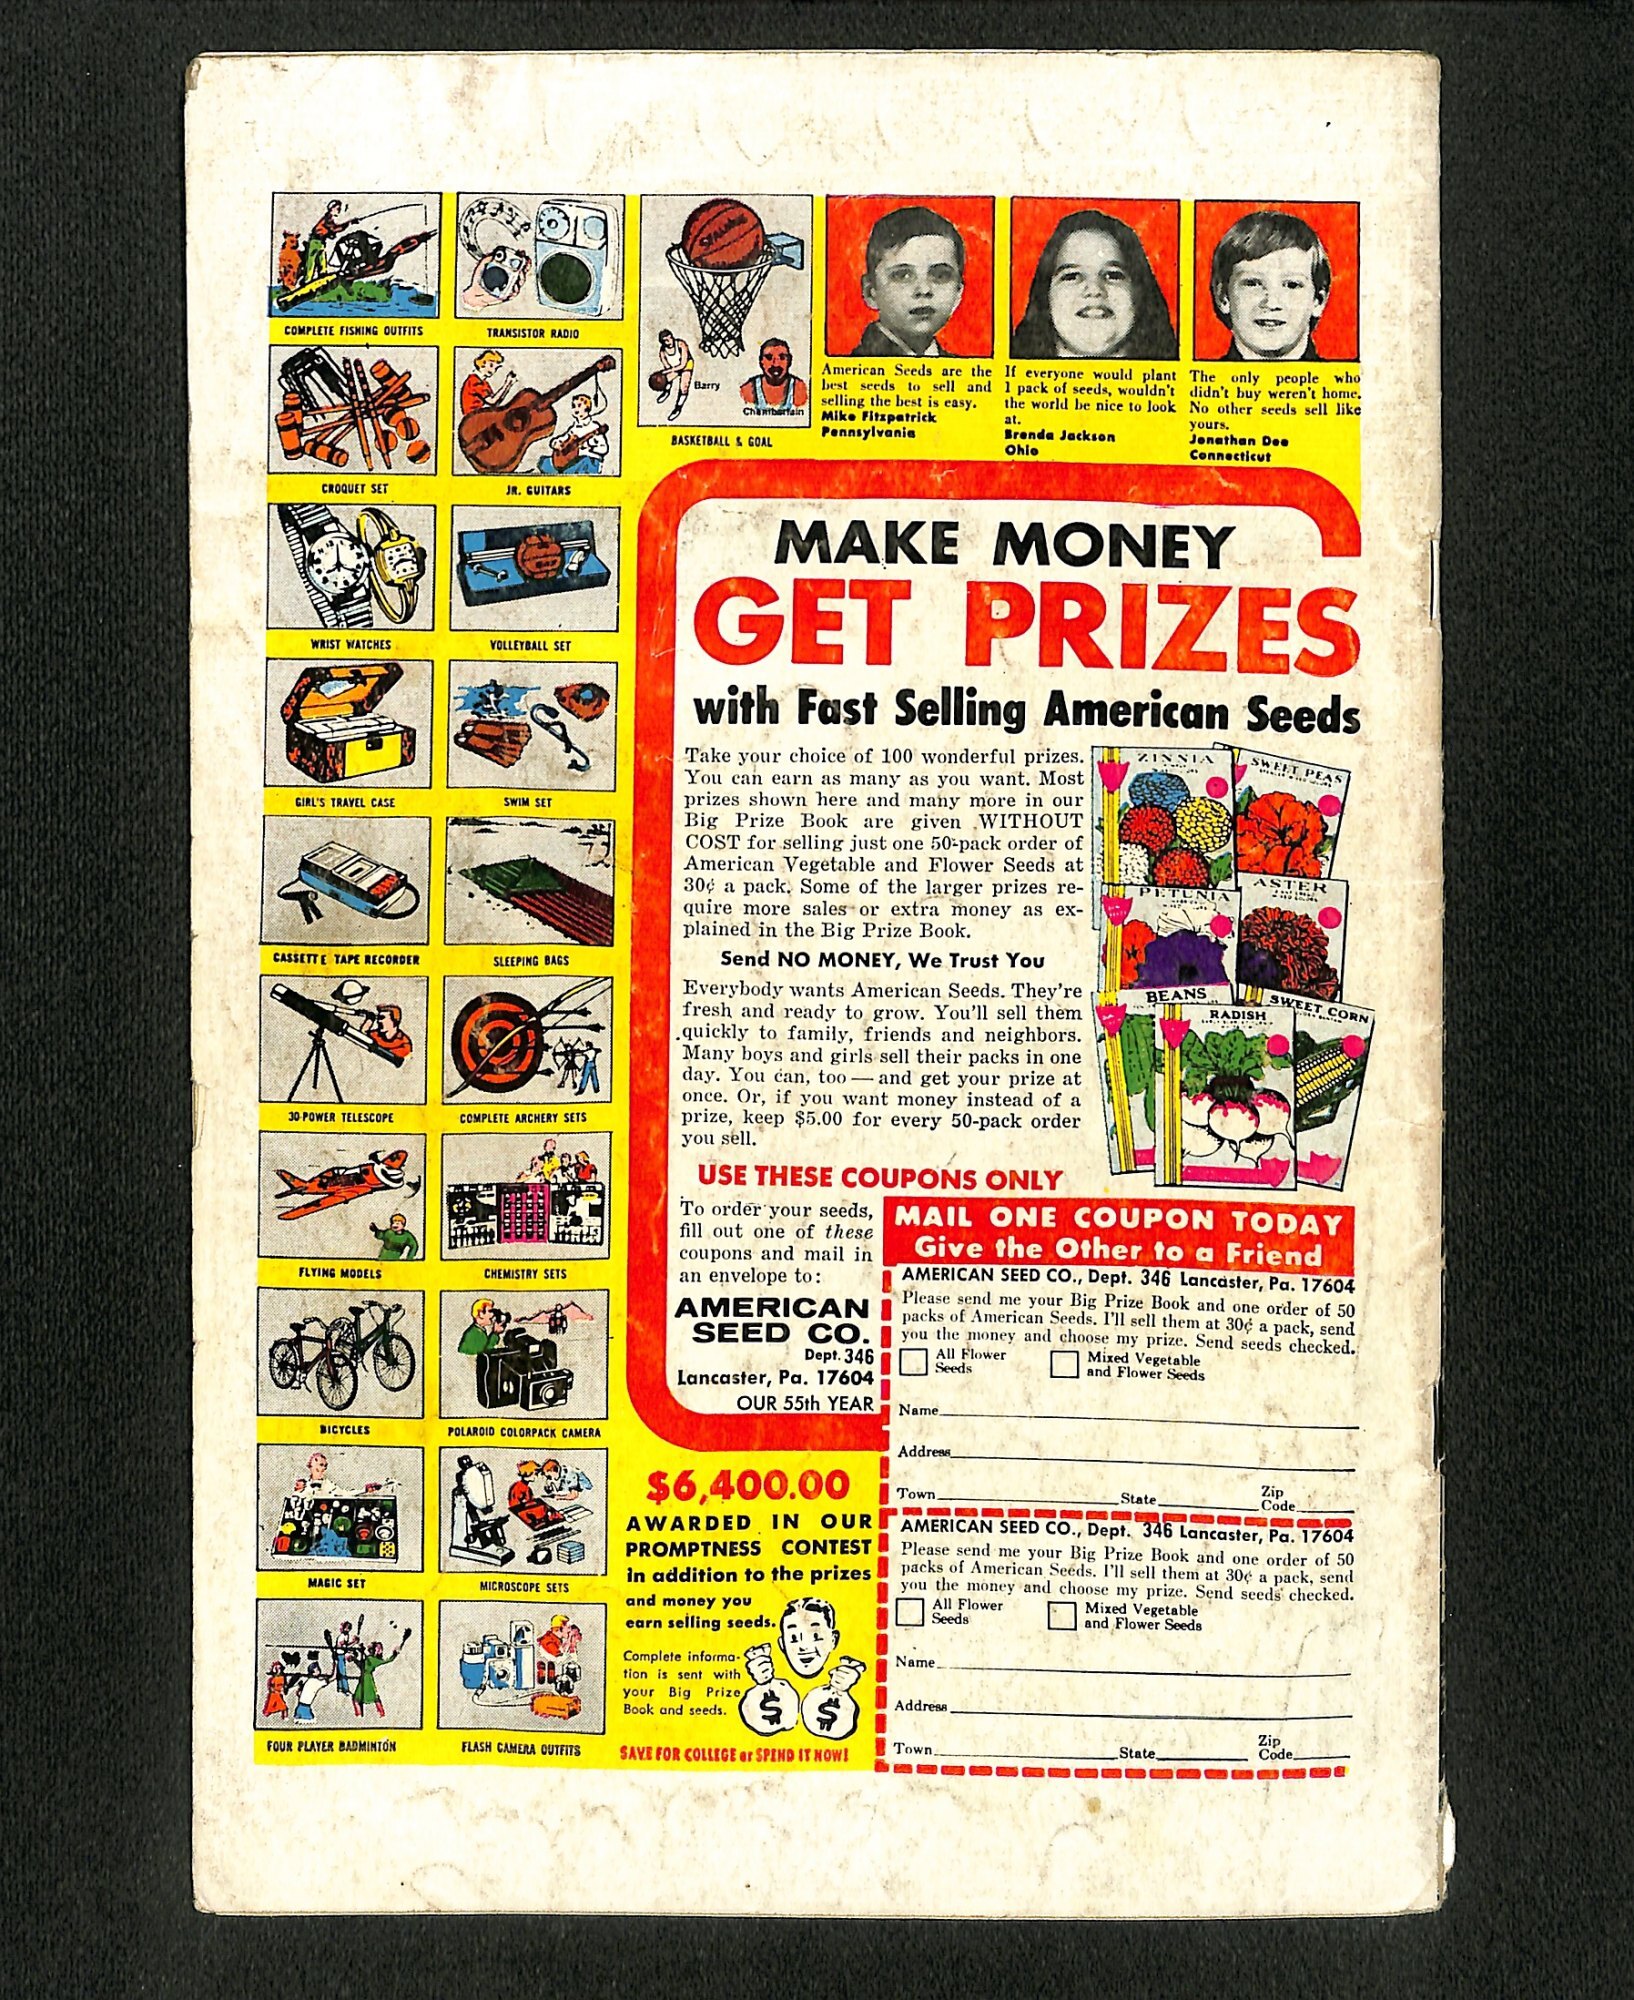 COMPLETE FISHING OUTFITS
TRANSISTOR RADIO
SPALDING
Barry
Chamberlain
BASKETBALL & GOAL
American Seeds are the
best seeds to sell and
selling the best is easy.
Mike Fitzpatrick
Pennsylvania
If everyone would plant
1 pack of seeds, wouldn't
the world be nice to look
at.
Brenda Jackson
Ohio
The only people who
didn't buy weren't home.
No other seeds sell like
yours.
Jonathan Dee
Connecticut
CROQUET SET
JR. GUITARS
WRIST WATCHES
VOLLEYBALL SET
GIRL'S TRAVEL CASE
SWIM SET
CASSETTE TAPE RECORDER
SLEEPING BAGS
30-POWER TELESCOPE
COMPLETE ARCHERY SETS
FLYING MODELS
CHEMISTRY SETS
BICYCLES
POLAROID COLORPACK CAMERA
MAGIC SET
MICROSCOPE SETS
FOUR PLAYER BADMINTON
FLASH CAMERA OUTFITS
MAKE MONEY
GET PRIZES
with Fast Selling American Seeds
Take your choice of 100 wonderful prizes.
You can earn as many as you want. Most
prizes shown here and many more in our
Big Prize Book are given WITHOUT
COST for selling just one 50-pack order of
American Vegetable and Flower Seeds at
30¢ a pack. Some of the larger prizes re-
quire more sales or extra money as ex-
plained in the Big Prize Book.
Send NO MONEY, We Trust You
Everybody wants American Seeds. They're
fresh and ready to grow. You'll sell them
quickly to family, friends and neighbors.
Many boys and girls sell their packs in one
day. You can, too — and get your prize at
once. Or, if you want money instead of a
prize, keep $5.00 for every 50-pack order
you sell.
ZINNIA
SWEET PEAS
PETUNIA
ASTER
BEANS
SWEET CORN
RADISH
USE THESE COUPONS ONLY
To order your seeds,
fill out one of these
coupons and mail in
an envelope to:
AMERICAN
SEED CO.
Dept. 346
Lancaster, Pa. 17604
OUR 55th YEAR
MAIL ONE COUPON TODAY
Give the Other to a Friend
AMERICAN SEED CO., Dept. 346 Lancaster, Pa. 17604
Please send me your Big Prize Book and one order of 50
packs of American Seeds. I'll sell them at 30¢ a pack, send
you the money and choose my prize. Send seeds checked.
All Flower
Seeds
Mixed Vegetable
and Flower Seeds
Name
Address
Town State Zip
Code
AMERICAN SEED CO., Dept. 346 Lancaster, Pa. 17604
Please send me your Big Prize Book and one order of 50
packs of American Seeds. I'll sell them at 30¢ a pack, send
you the money and choose my prize. Send seeds checked.
All Flower
Seeds
Mixed Vegetable
and Flower Seeds
Name
Address
Town State Zip
Code
$6,400.00
AWARDED IN OUR
PROMPTNESS CONTEST
in addition to the prizes
and money you
earn selling seeds.
Complete informa-
tion is sent with
your Big Prize
Book and seeds.
$ $
SAVE FOR COLLEGE or SPEND IT NOW!